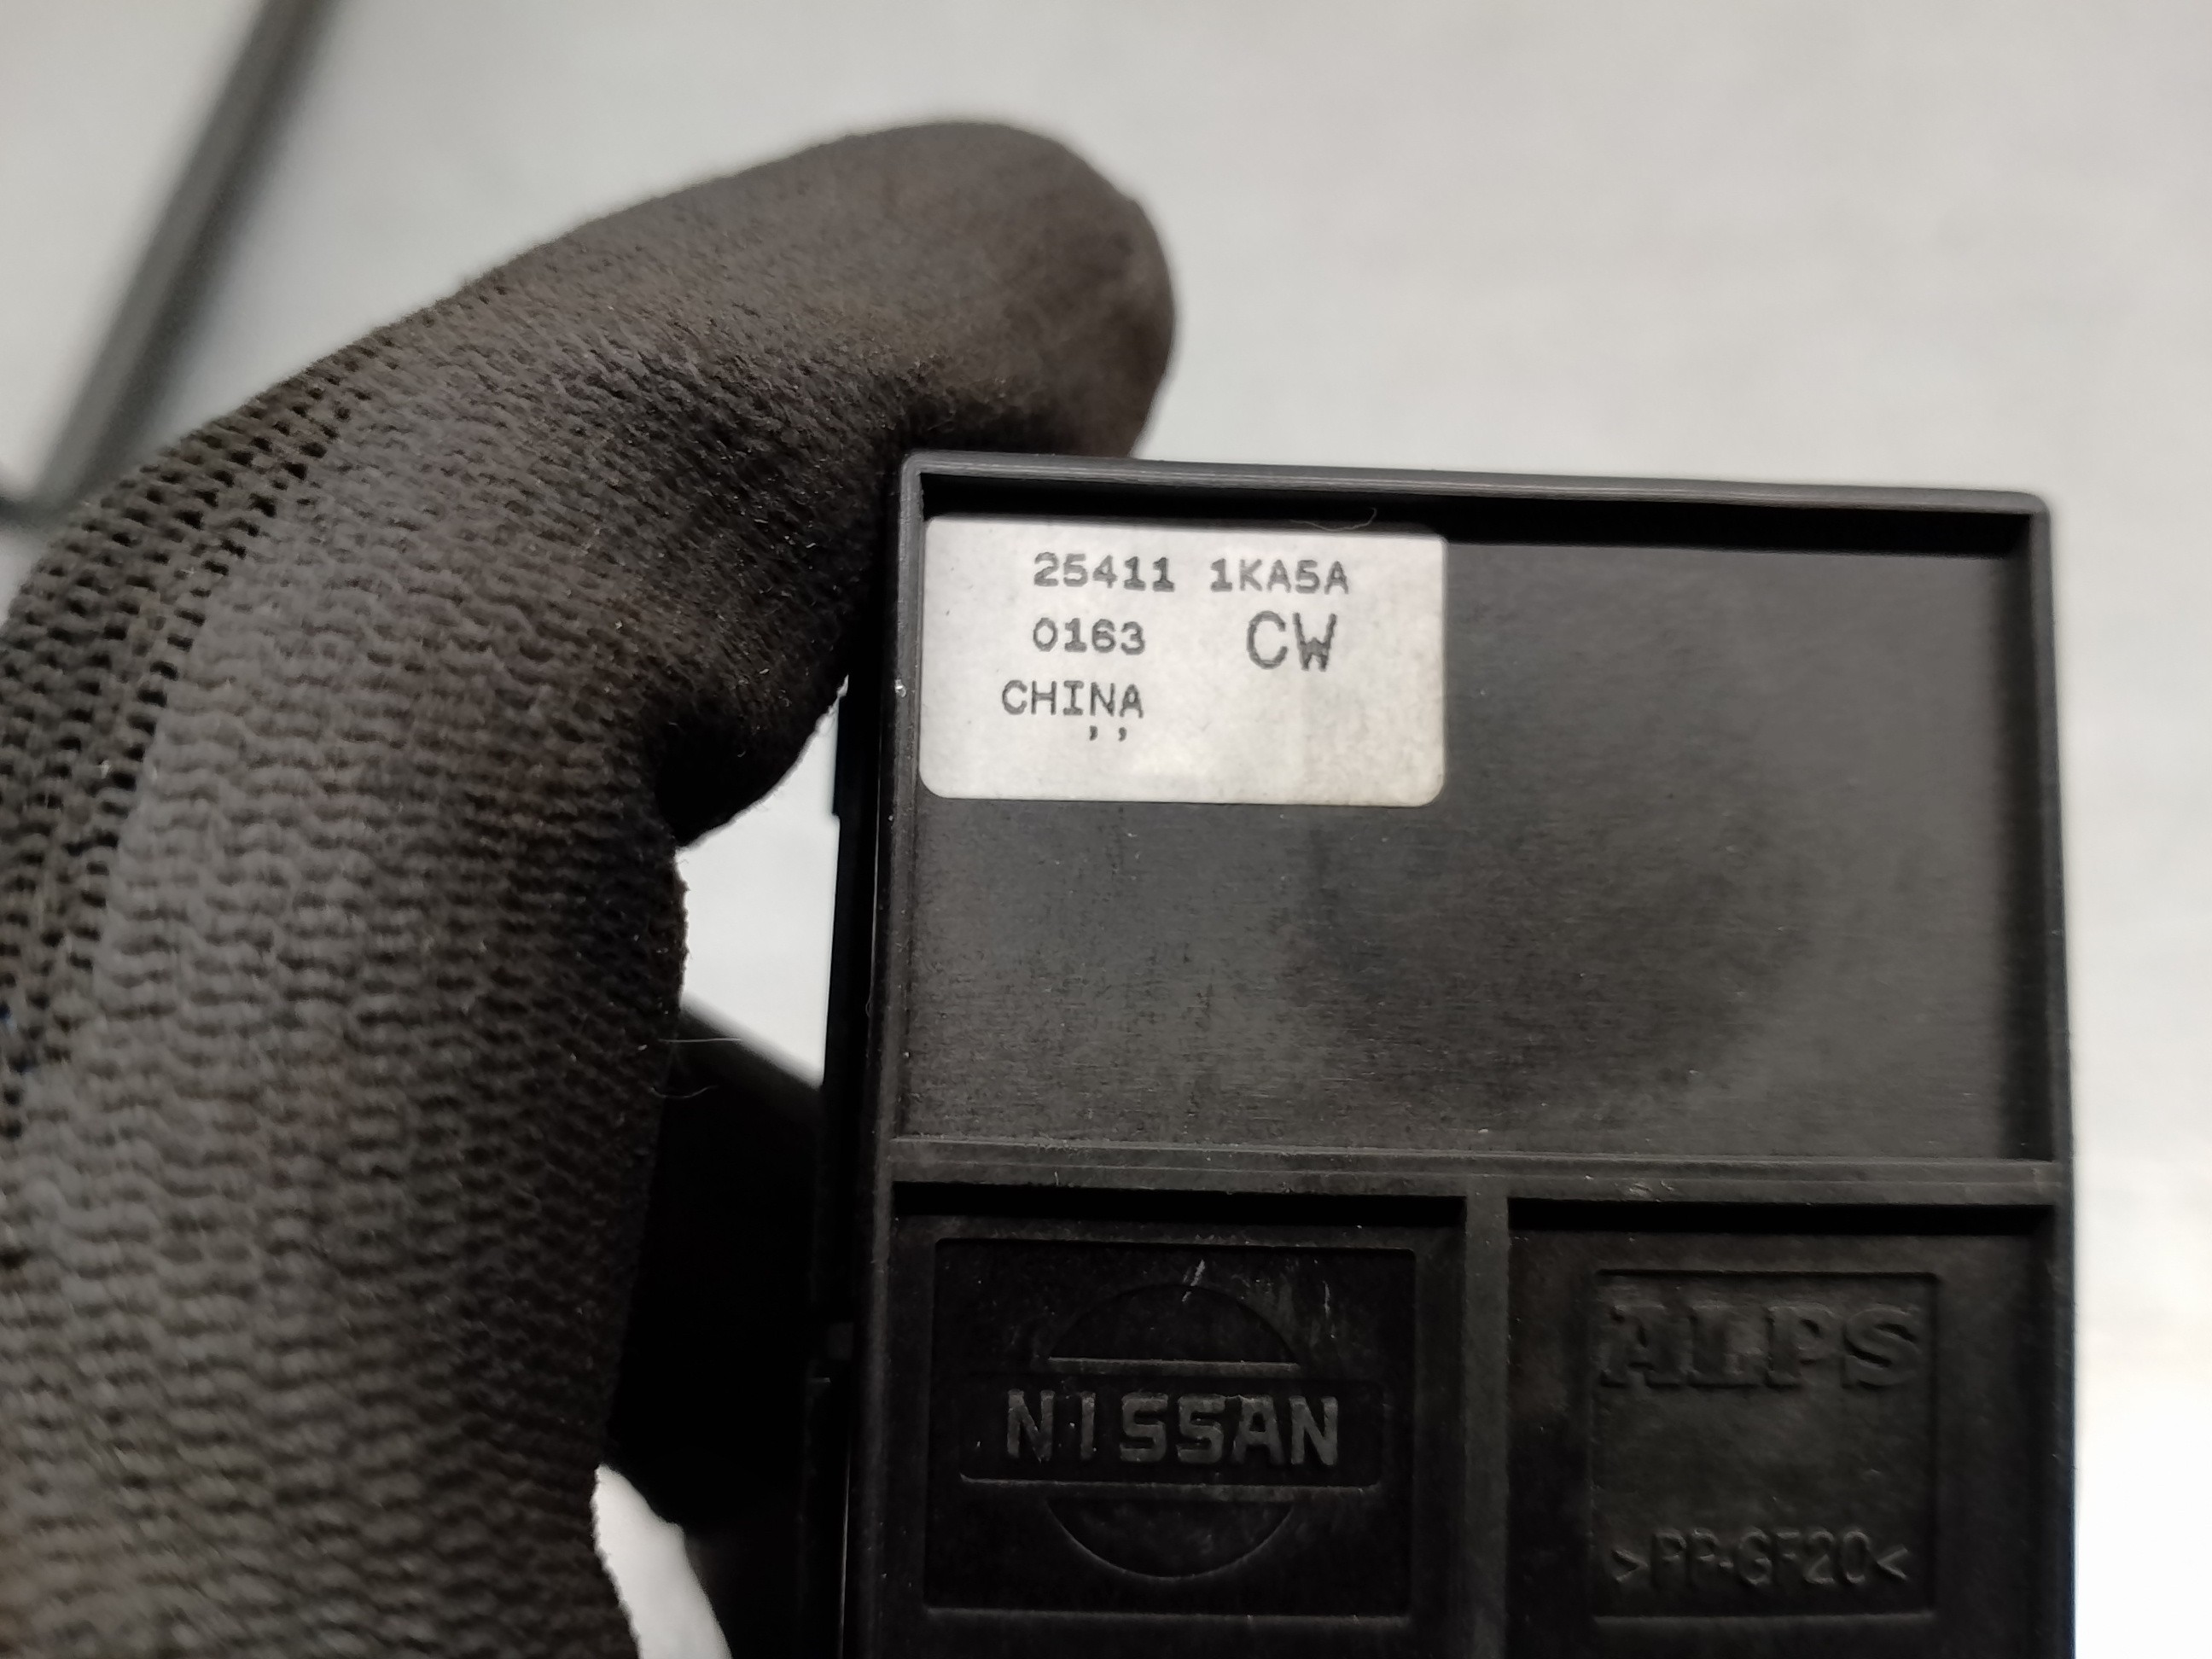 25411 1KA5A
0163 CW
CHINA
,,
NISSAN
ALPS
>PP-GF20<